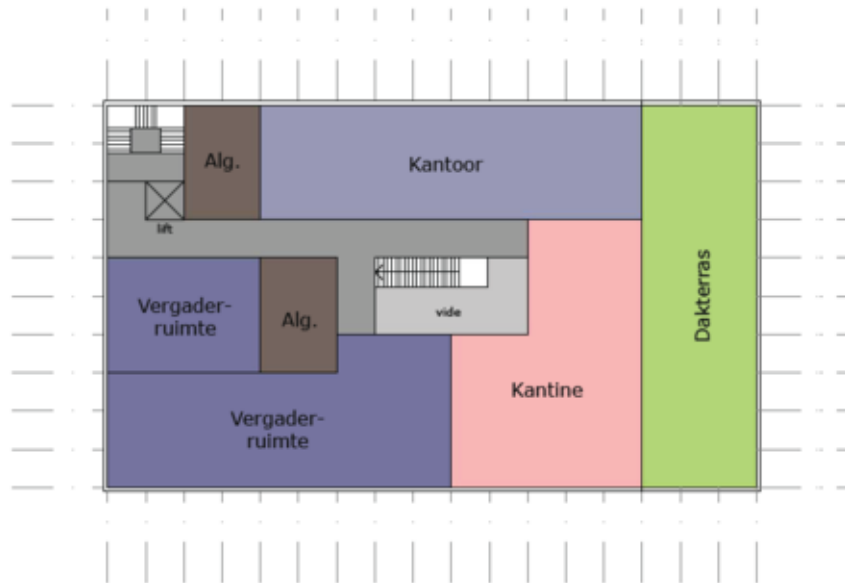 Alg.
Kantoor
lift
Vergader-
ruimte
Alg.
vide
Dakterras
Kantine
Vergader-
ruimte